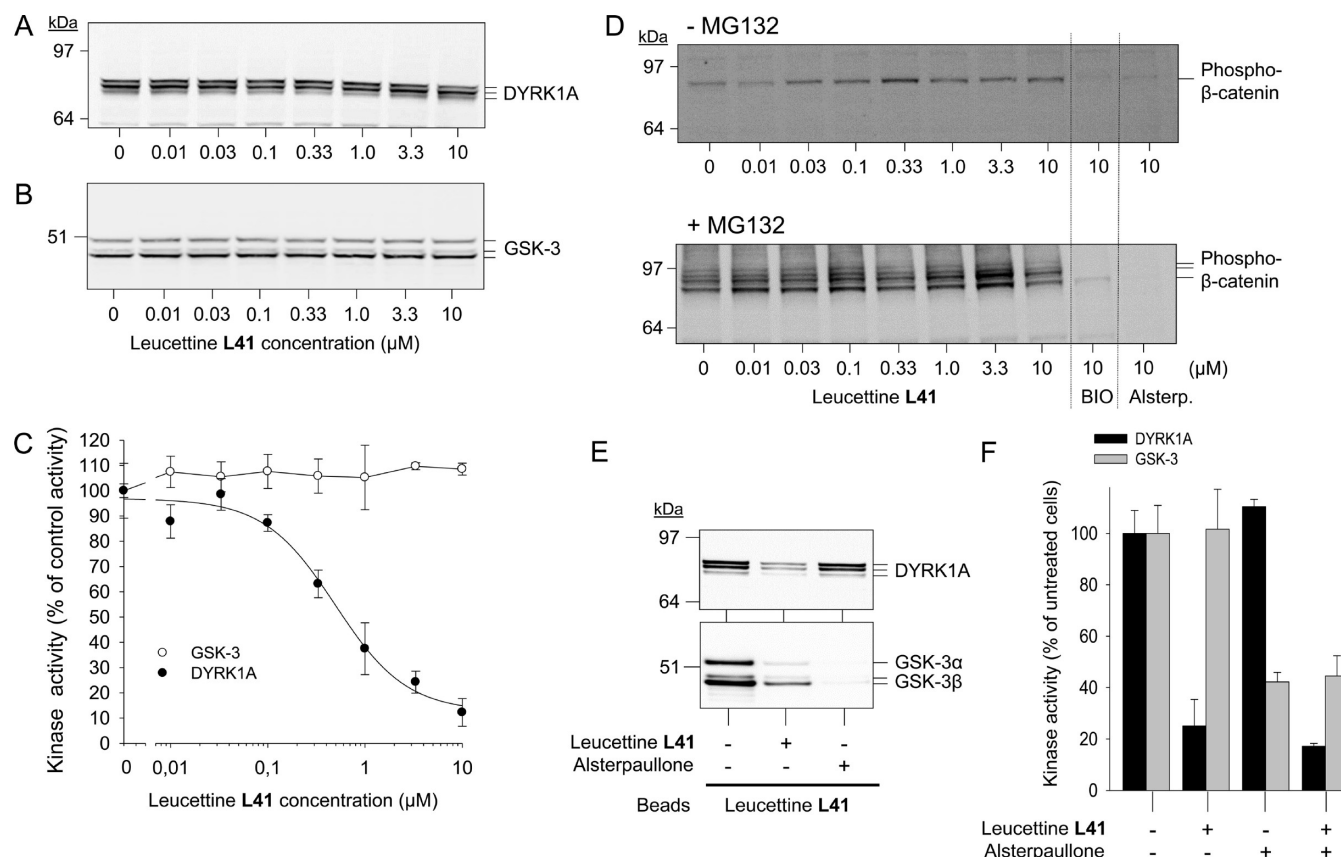 A
kDa
97
64
DYRK1A
0 0.01 0.03 0.1 0.33 1.0 3.3 10
B
51
GSK-3
0 0.01 0.03 0.1 0.33 1.0 3.3 10
Leucettine L41 concentration (µM)
C
Kinase activity (% of control activity)
120
110
100
90
80
70
60
50
40
30
20
10
0
GSK-3
DYRK1A
0 0,01 0,1 1 10
Leucettine L41 concentration (µM)
D
- MG132
kDa
97
64
Phospho-
β-catenin
0 0.01 0.03 0.1 0.33 1.0 3.3 10 10 10
+ MG132
97
64
Phospho-
β-catenin
0 0.01 0.03 0.1 0.33 1.0 3.3 10 10 10 (µM)
Leucettine L41 BIO Alsterp.
E
kDa
97
64
DYRK1A
51
GSK-3α
GSK-3β
Leucettine L41 - + -
Alsterpaullone - - +
Beads Leucettine L41
F
DYRK1A
GSK-3
Kinase activity (% of untreated cells)
100
80
60
40
20
0
Leucettine L41 - + - +
Alsterpaullone - - + +